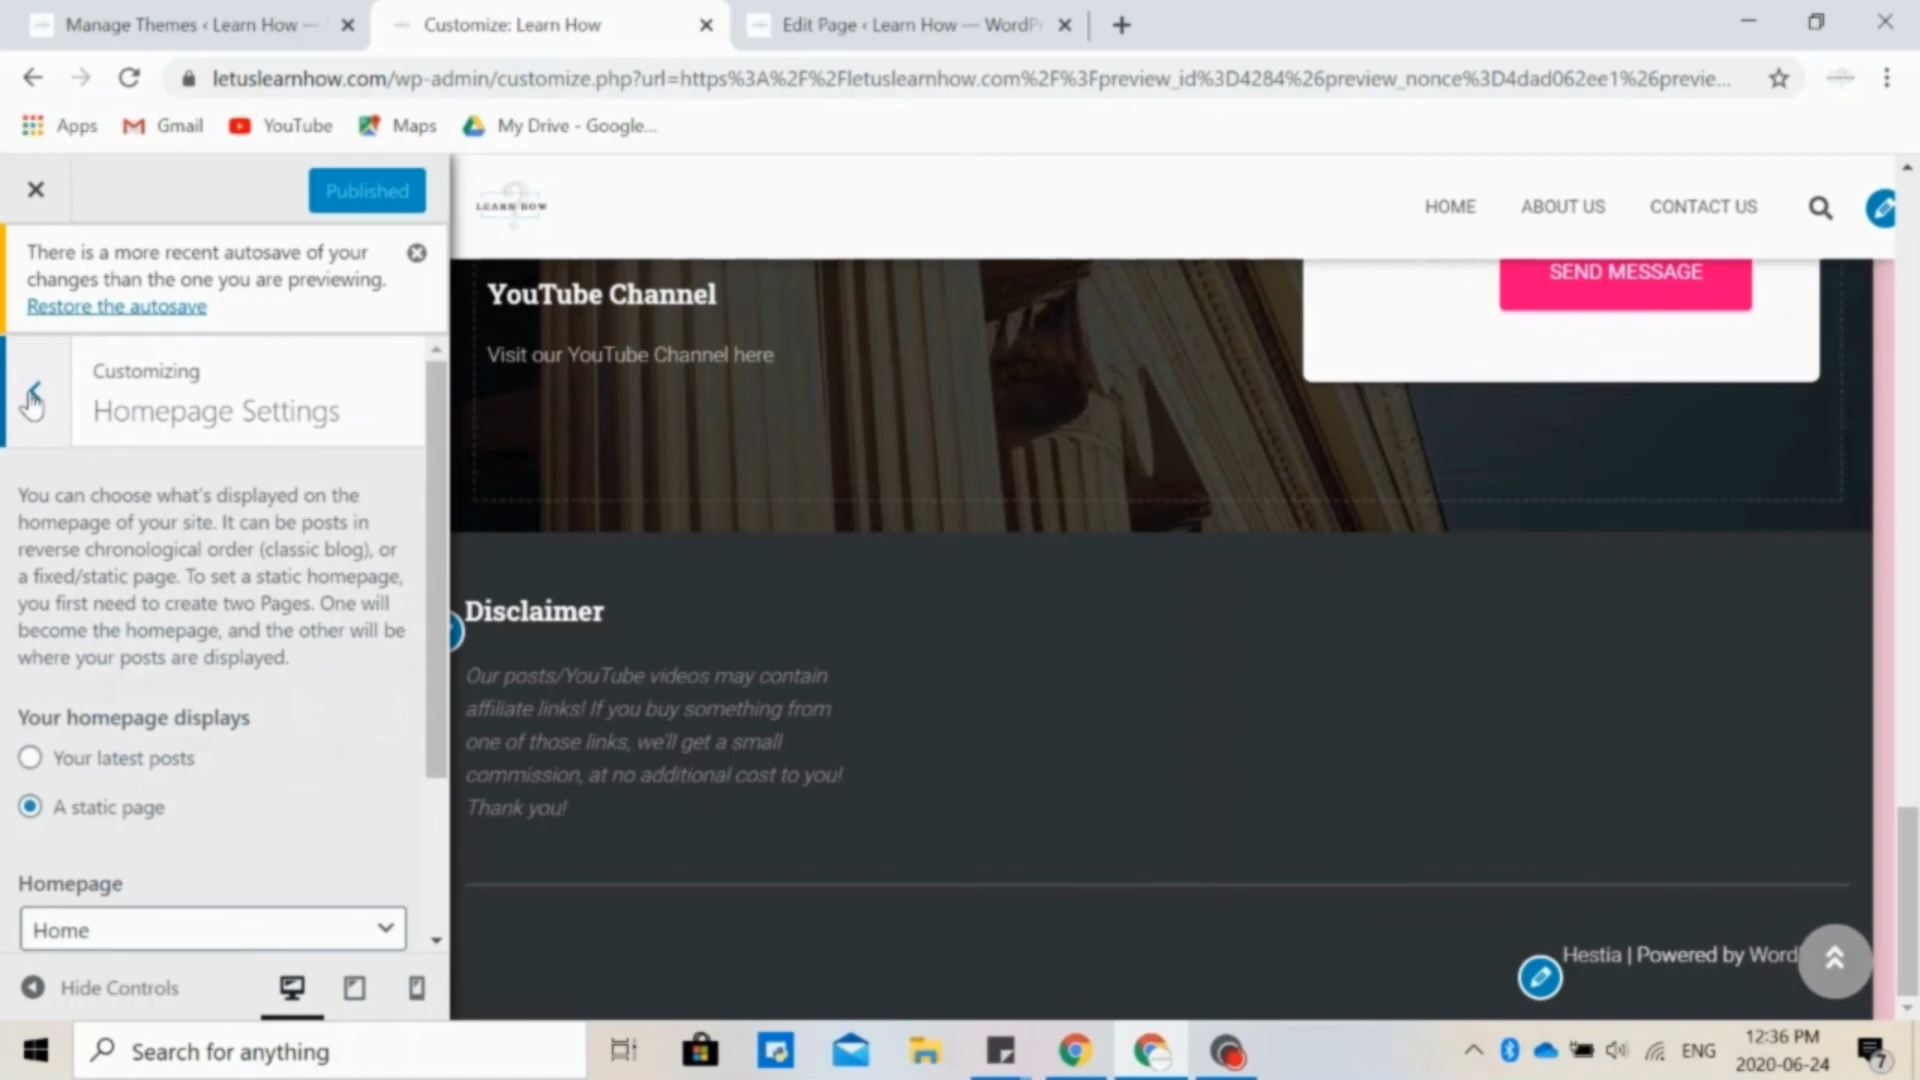 Manage Themes ‹ Learn How —
Customize: Learn How
Edit Page ‹ Learn How — WordPr
letuslearnhow.com/wp-admin/customize.php?url=https%3A%2F%2Fletuslearnhow.com%2F%3Fpreview_id%3D4284%26preview_nonce%3D4dad062ee1%26previe...
Apps
Gmail
YouTube
Maps
My Drive - Google...
Published
There is a more recent autosave of your
changes than the one you are previewing.
Restore the autosave
Customizing
Homepage Settings
You can choose what's displayed on the
homepage of your site. It can be posts in
reverse chronological order (classic blog), or
a fixed/static page. To set a static homepage,
you first need to create two Pages. One will
become the homepage, and the other will be
where your posts are displayed.
Your homepage displays
Your latest posts
A static page
Homepage
Home
Hide Controls
LEARN HOW
HOME
ABOUT US
CONTACT US
SEND MESSAGE
YouTube Channel
Visit our YouTube Channel here
Disclaimer
Our posts/YouTube videos may contain
affiliate links! If you buy something from
one of those links, we'll get a small
commission, at no additional cost to you!
Thank you!
Hestia | Powered by Word
Search for anything
ENG
12:36 PM
2020-06-24
7